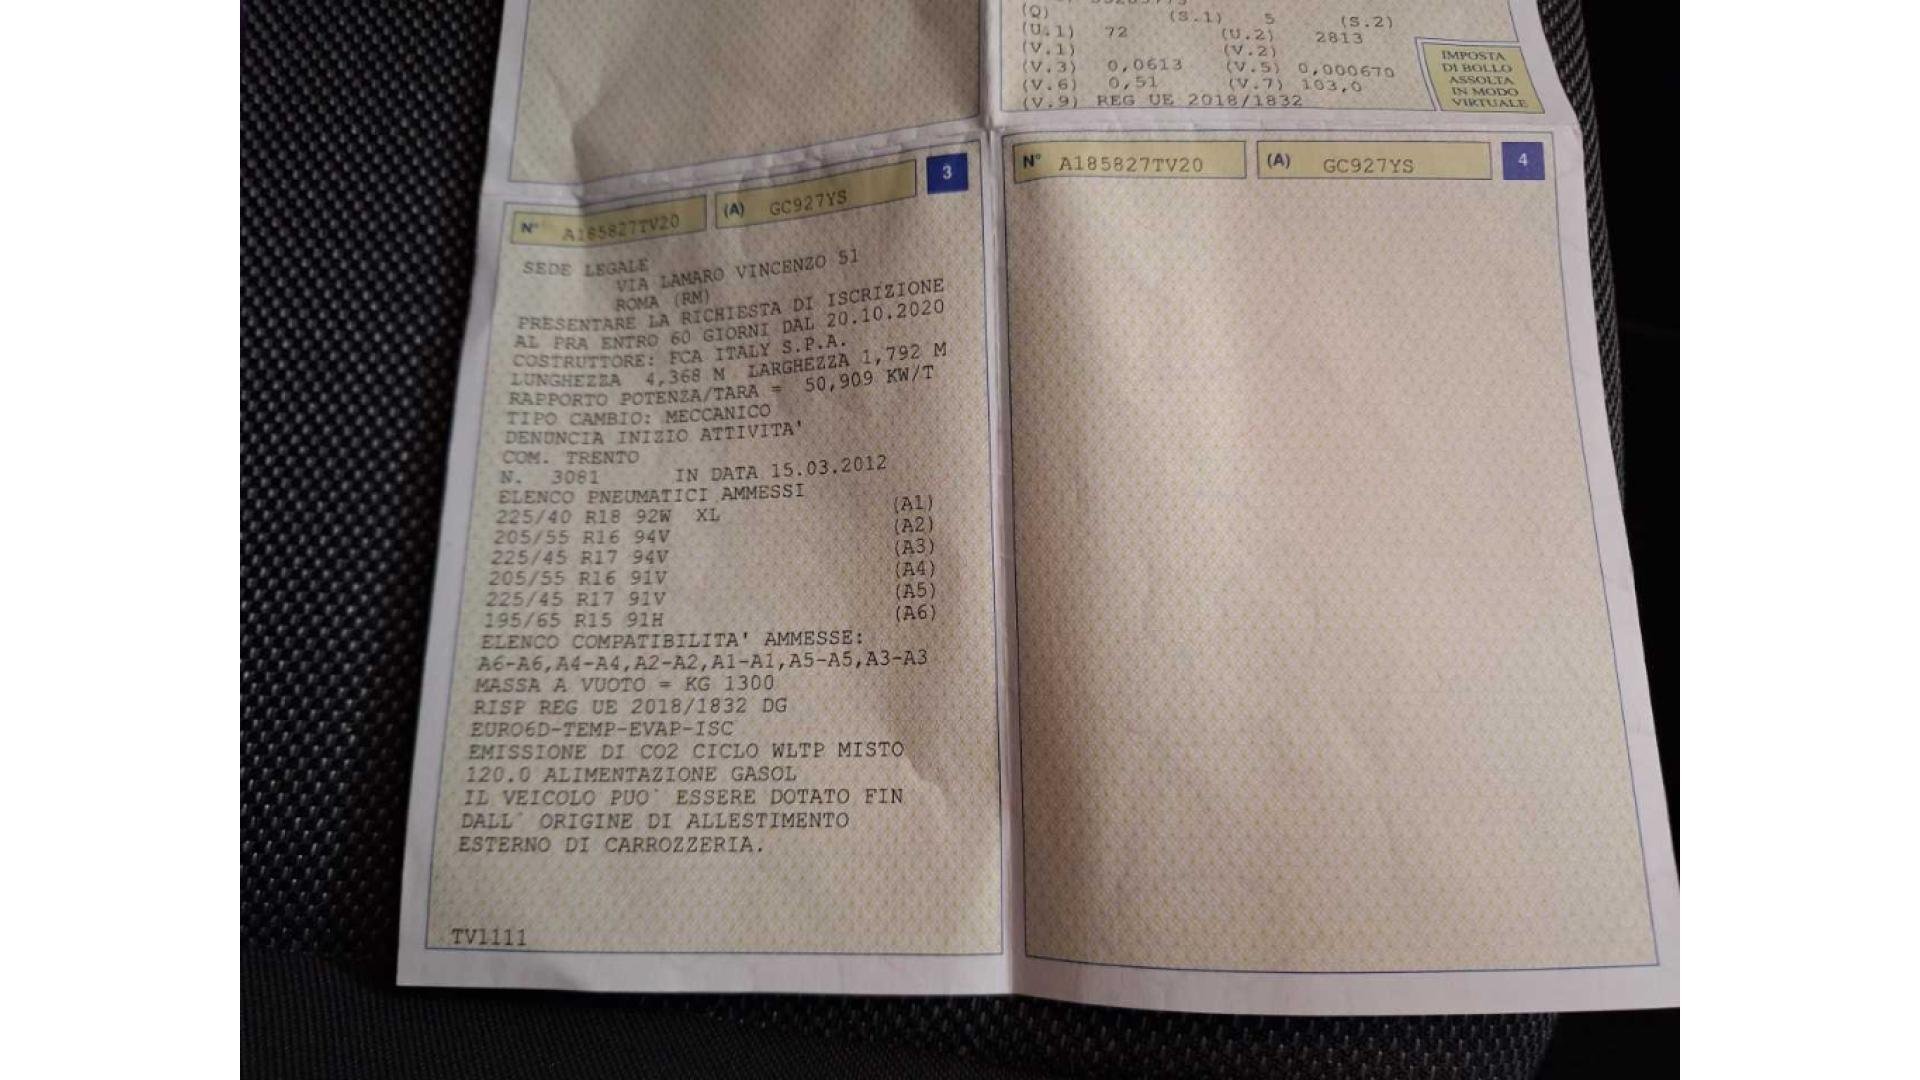 (Q) (S.1) 5 (S.2)
(U.1) 72 (U.2) 2813
(V.1) (V.2)
(V.3) 0,0613 (V.5) 0,000670
(V.6) 0,51 (V.7) 103,0
(V.9) REG UE 2018/1832
IMPOSTA
DI BOLLO
ASSOLTA
IN MODO
VIRTUALE
N° A185827TV20 (A) GC927YS 3
SEDE LEGALE
VIA LAMARO VINCENZO 51
ROMA (RM)
PRESENTARE LA RICHIESTA DI ISCRIZIONE
AL PRA ENTRO 60 GIORNI DAL 20.10.2020
COSTRUTTORE: FCA ITALY S.P.A.
LUNGHEZZA 4,368 M LARGHEZZA 1,792 M
RAPPORTO POTENZA/TARA = 50,909 KW/T
TIPO CAMBIO: MECCANICO
DENUNCIA INIZIO ATTIVITA'
COM. TRENTO
N. 3081 IN DATA 15.03.2012
ELENCO PNEUMATICI AMMESSI
225/40 R18 92W XL (A1)
205/55 R16 94V (A2)
225/45 R17 94V (A3)
205/55 R16 91V (A4)
225/45 R17 91V (A5)
195/65 R15 91H (A6)
ELENCO COMPATIBILITA' AMMESSE:
A6-A6,A4-A4,A2-A2,A1-A1,A5-A5,A3-A3
MASSA A VUOTO = KG 1300
RISP REG UE 2018/1832 DG
EURO6D-TEMP-EVAP-ISC
EMISSIONE DI CO2 CICLO WLTP MISTO
120.0 ALIMENTAZIONE GASOL
IL VEICOLO PUO` ESSERE DOTATO FIN
DALL` ORIGINE DI ALLESTIMENTO
ESTERNO DI CARROZZERIA.
TV1111
N° A185827TV20 (A) GC927YS 4